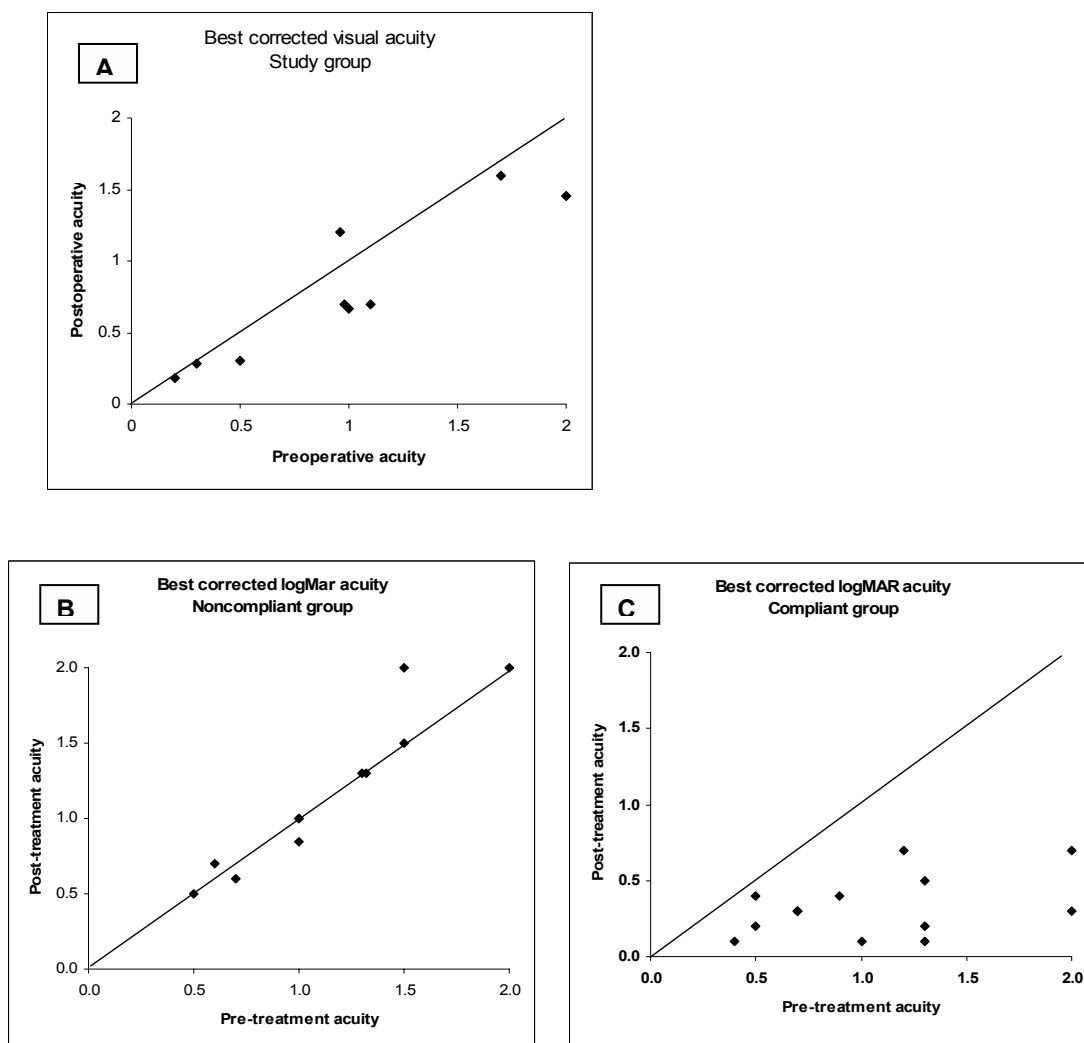 A
Best corrected visual acuity
Study group
Postoperative acuity
2
1.5
1
0.5
0
0 0.5 1 1.5 2
Preoperative acuity
B
Best corrected logMar acuity
Noncompliant group
Post-treatment acuity
2.0
1.5
1.0
0.5
0.0
0.0 0.5 1.0 1.5 2.0
Pre-treatment acuity
C
Best corrected logMAR acuity
Compliant group
Post-treatment acuity
2.0
1.5
1.0
0.5
0.0
0.0 0.5 1.0 1.5 2.0
Pre-treatment acuity